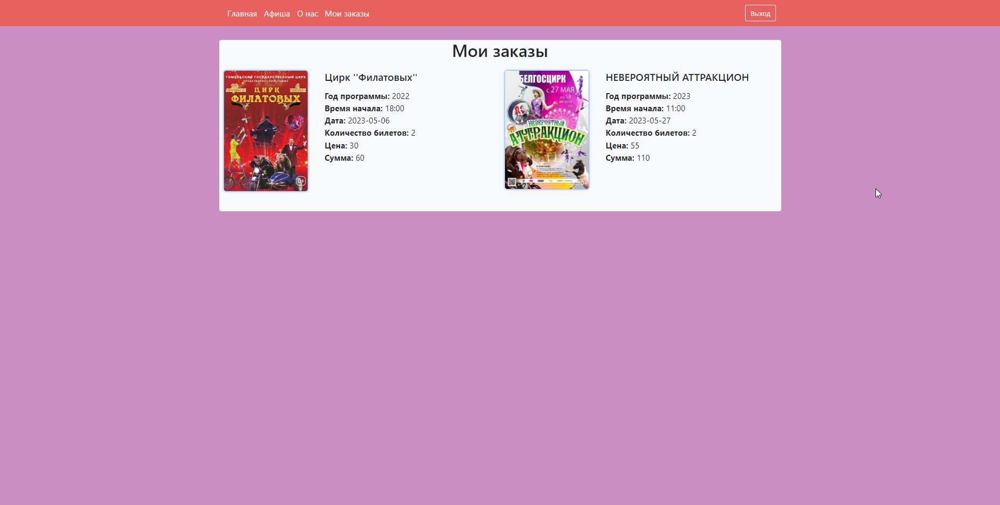 Главная Афиша О нас Мои заказы Выход
Мои заказы
ГОМЕЛЬСКИЙ ГОСУДАРСТВЕННЫЙ ЦИРК
ПРЕДСТАВЛЯЕТ ПРОГРАММУ
ЦИРК
ФИЛАТОВЫХ
0+
Цирк ''Филатовых''
Год программы: 2022
Время начала: 18:00
Дата: 2023-05-06
Количество билетов: 2
Цена: 30
Сумма: 60
БЕЛГОСЦИРК
с 27 МАЯ
по 19
августа
2023
НЕВЕРОЯТНЫЙ
АТТРАКЦИОН
0+
НЕВЕРОЯТНЫЙ АТТРАКЦИОН
Год программы: 2023
Время начала: 11:00
Дата: 2023-05-27
Количество билетов: 2
Цена: 55
Сумма: 110